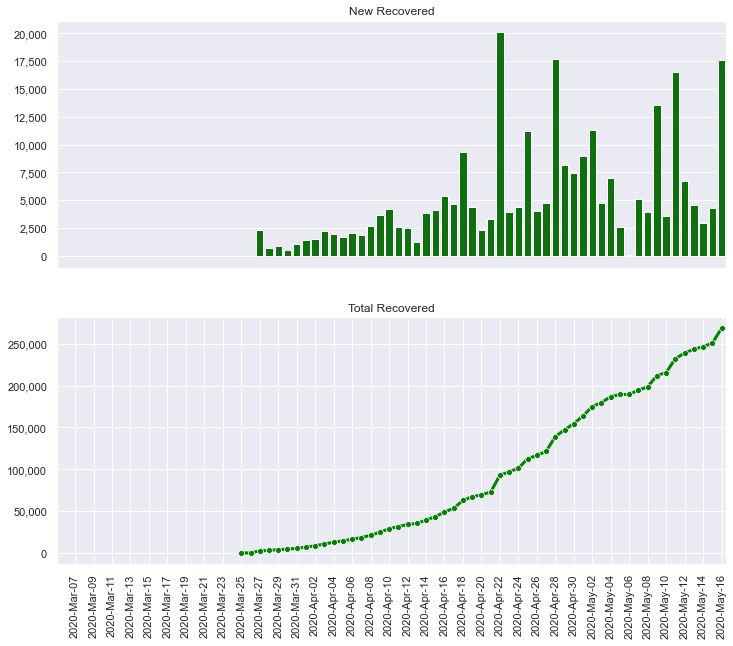 New Recovered
20,000
17,500
15,000
12,500
10,000
7,500
5,000
2,500
0
Total Recovered
250,000
200,000
150,000
100,000
50,000
0
2020-Mar-07
2020-Mar-09
2020-Mar-11
2020-Mar-13
2020-Mar-15
2020-Mar-17
2020-Mar-19
2020-Mar-21
2020-Mar-23
2020-Mar-25
2020-Mar-27
2020-Mar-29
2020-Mar-31
2020-Apr-02
2020-Apr-04
2020-Apr-06
2020-Apr-08
2020-Apr-10
2020-Apr-12
2020-Apr-14
2020-Apr-16
2020-Apr-18
2020-Apr-20
2020-Apr-22
2020-Apr-24
2020-Apr-26
2020-Apr-28
2020-Apr-30
2020-May-02
2020-May-04
2020-May-06
2020-May-08
2020-May-10
2020-May-12
2020-May-14
2020-May-16